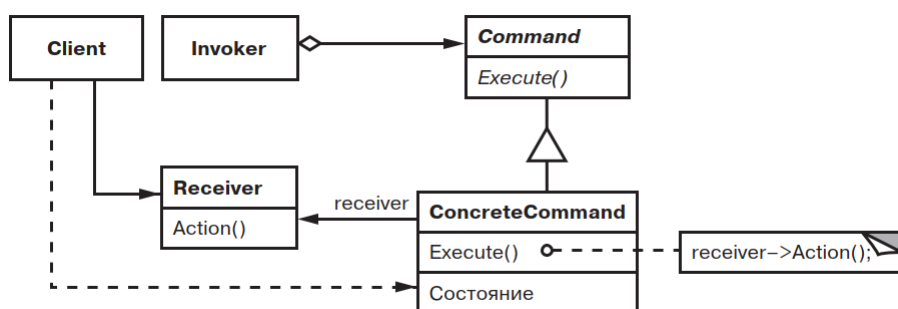 Client
Invoker
Command
Execute()
Receiver
Action()
receiver
ConcreteCommand
Execute()
Состояние
receiver–>Action();